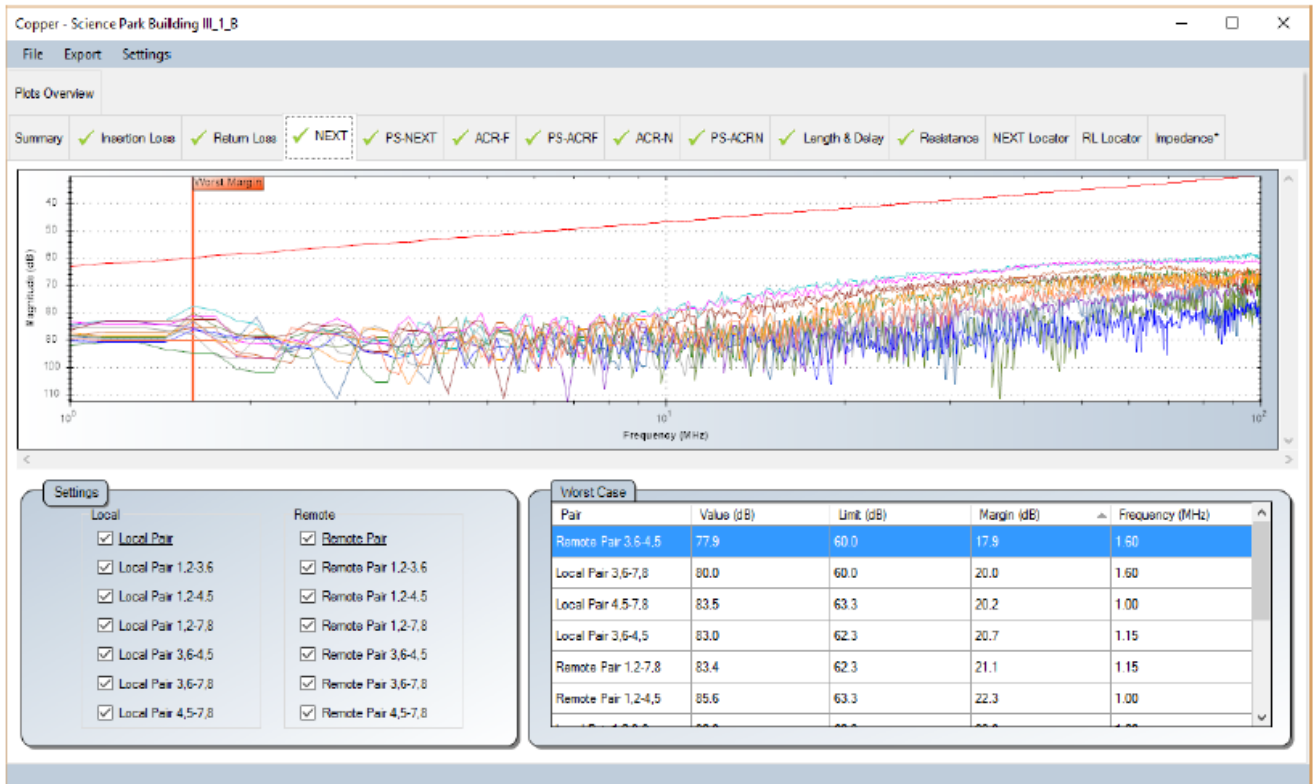 Copper - Science Park Building III_1_B
File Export Settings
Plots Overview
Summary Insertion Loss Return Loss NEXT PS-NEXT ACR-F PS-ACRF ACR-N PS-ACRN Length & Delay Resistance NEXT Locator RL Locator Impedance*
Worst Margin
40
50
60
70
80
90
100
110
Magnitude (dB)
10^0 10^1 10^2
Frequency (MHz)
Settings
Local Remote
Local Pair Remote Pair
Local Pair 1,2-3,6 Remote Pair 1,2-3,6
Local Pair 1,2-4,5 Remote Pair 1,2-4,5
Local Pair 1,2-7,8 Remote Pair 1,2-7,8
Local Pair 3,6-4,5 Remote Pair 3,6-4,5
Local Pair 3,6-7,8 Remote Pair 3,6-7,8
Local Pair 4,5-7,8 Remote Pair 4,5-7,8
Worst Case
Pair Value (dB) Limit (dB) Margin (dB) Frequency (MHz)
Remote Pair 3,6-4,5 77.9 60.0 17.9 1.60
Local Pair 3,6-7,8 80.0 60.0 20.0 1.60
Local Pair 4,5-7,8 83.5 63.3 20.2 1.00
Local Pair 3,6-4,5 83.0 62.3 20.7 1.15
Remote Pair 1,2-7,8 83.4 62.3 21.1 1.15
Remote Pair 1,2-4,5 85.6 63.3 22.3 1.00